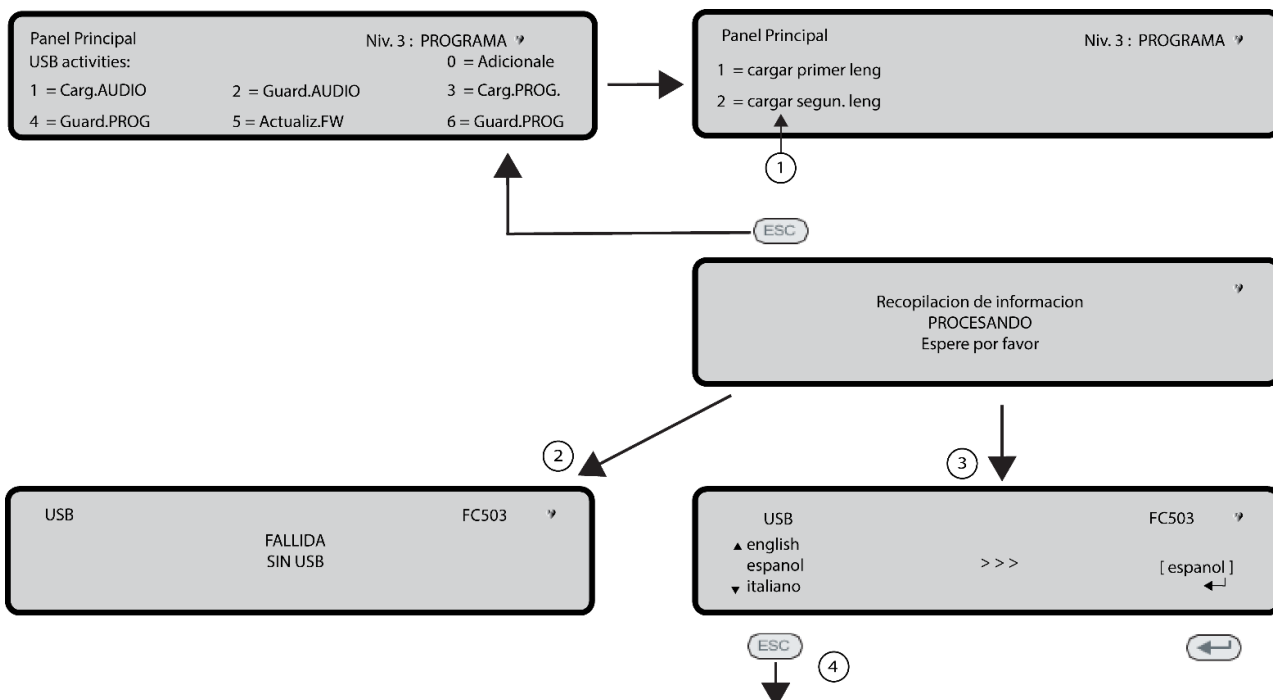 Panel Principal Niv. 3 : PROGRAMA
USB activities: 0 = Adicionale
1 = Carg.AUDIO 2 = Guard.AUDIO 3 = Carg.PROG.
4 = Guard.PROG 5 = Actualiz.FW 6 = Guard.PROG
Panel Principal Niv. 3 : PROGRAMA
1 = cargar primer leng
2 = cargar segun. leng
1
ESC
Recopilacion de informacion
PROCESANDO
Espere por favor
2
3
USB FC503
FALLIDA
SIN USB
USB FC503
english
espanol >>> [ espanol ]
italiano
ESC
4